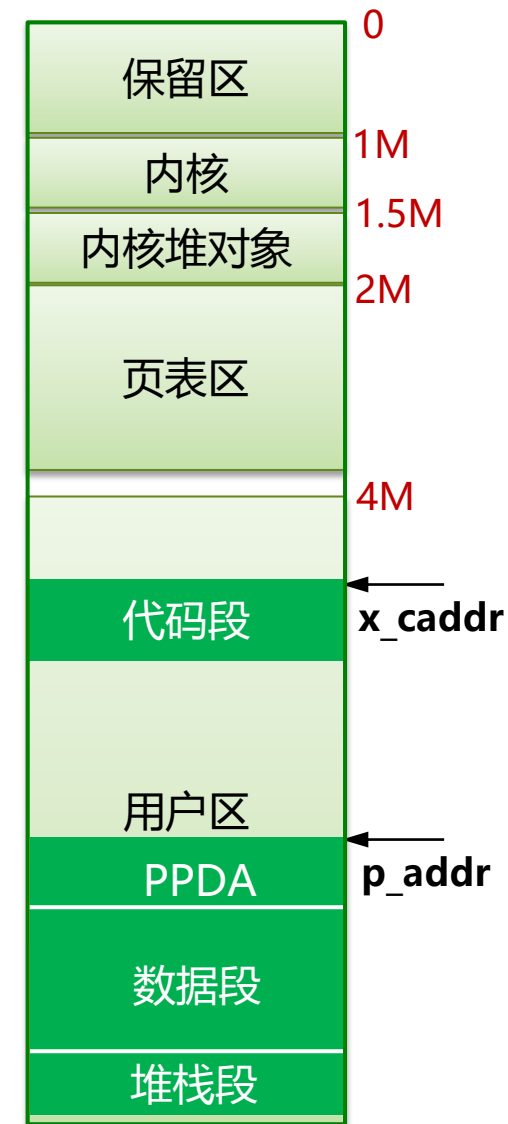 0
保留区
1M
内核
1.5M
内核堆对象
2M
页表区
4M
代码段
x_caddr
用户区
PPDA
p_addr
数据段
堆栈段